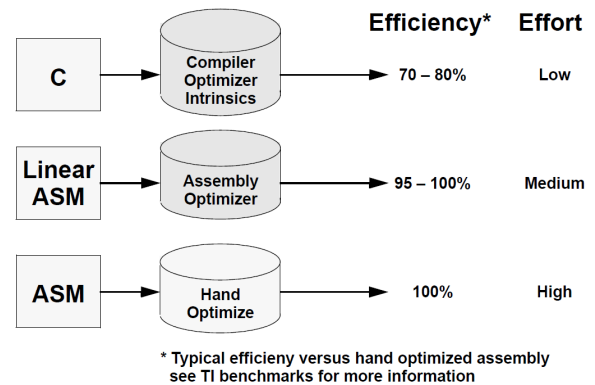 Efficiency* Effort
C
Compiler
Optimizer
Intrinsics
70 – 80%
Low
Linear
ASM
Assembly
Optimizer
95 – 100%
Medium
ASM
Hand
Optimize
100%
High
* Typical efficieny versus hand optimized assembly
see TI benchmarks for more information